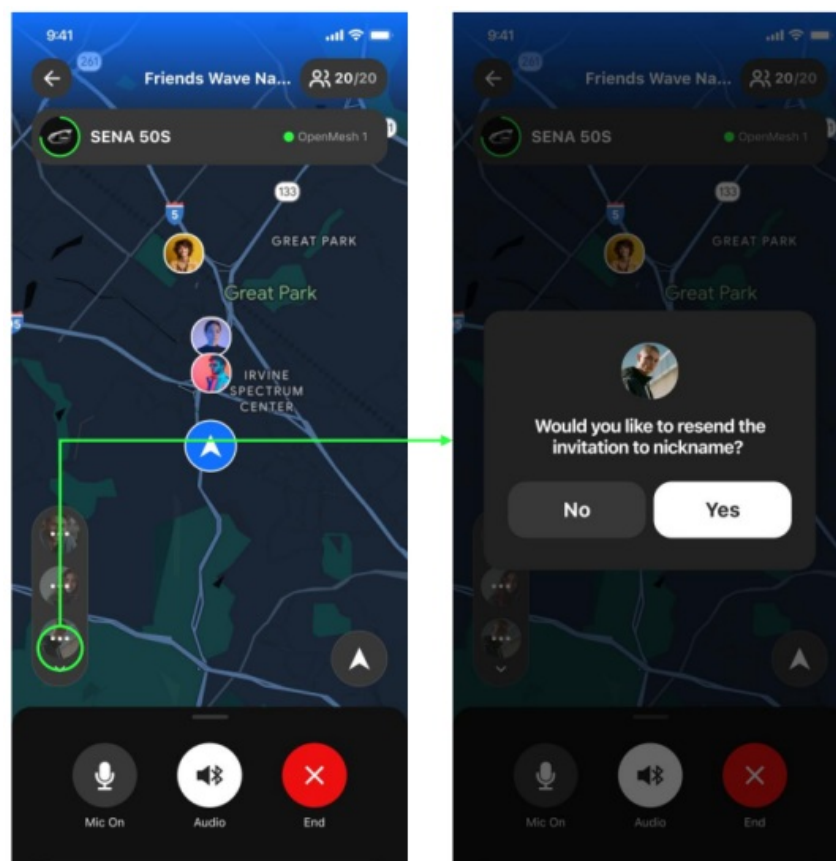 9:41
261
Friends Wave Na...
20/20
SENA 50S
OpenMesh 1
133
5
GREAT PARK
Great Park
IRVINE
SPECTRUM
CENTER
Mic On
Audio
End
9:41
261
Friends Wave Na...
20/20
SENA 50S
OpenMesh 1
133
5
GREAT PARK
Great Park
Would you like to resend the
invitation to nickname?
No
Yes
Mic On
Audio
End